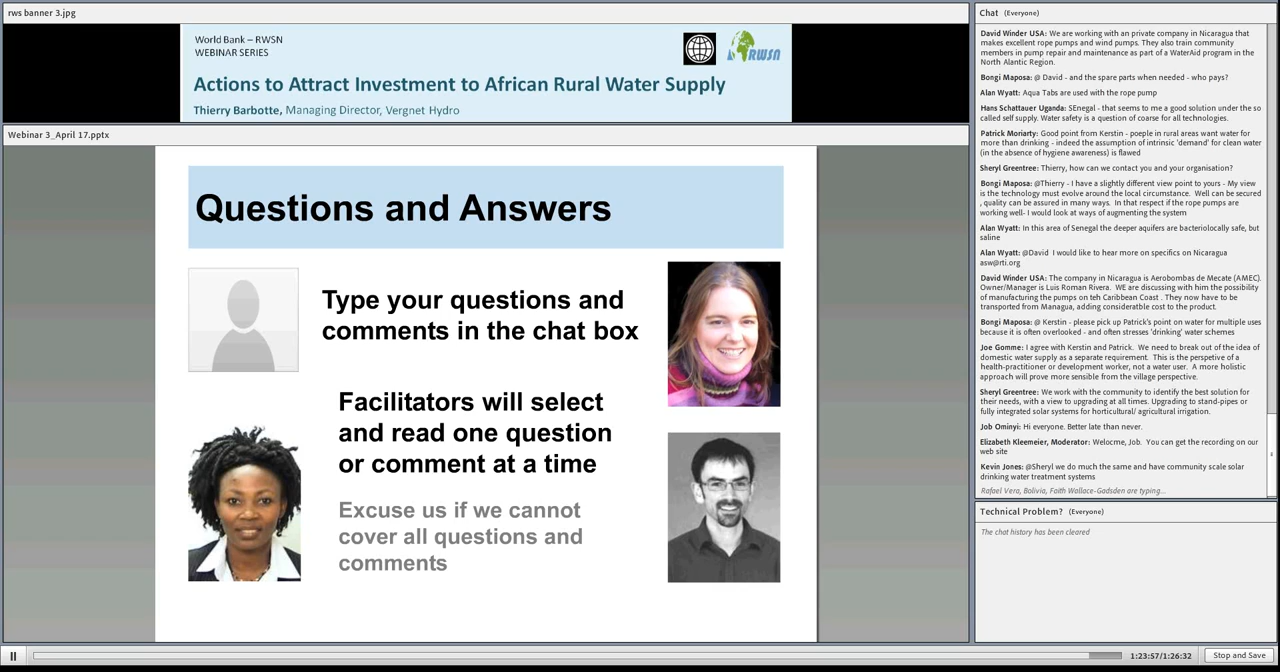 rws banner 3.jpg
World Bank – RWSN
WEBINAR SERIES
RWSN
Actions to Attract Investment to African Rural Water Supply
Thierry Barbotte, Managing Director, Vergnet Hydro
Webinar 3_April 17.pptx
Questions and Answers
Type your questions and
comments in the chat box
Facilitators will select
and read one question
or comment at a time
Excuse us if we cannot
cover all questions and
comments
Chat (Everyone)
David Winder USA: We are working with an private company in Nicaragua that
makes excellent rope pumps and wind pumps. They also train community
members in pump repair and maintenance as part of a WaterAid program in the
North Alantic Region.
Bongi Maposa: @ David - and the spare parts when needed - who pays?
Alan Wyatt: Aqua Tabs are used with the rope pump
Hans Schattauer Uganda: SEnegal - that seems to me a good solution under the so
called self supply. Water safety is a question of coarse for all technologies.
Patrick Moriarty: Good point from Kerstin - poeple in rural areas want water for
more than drinking - indeed the assumption of intrinsic 'demand' for clean water
(in the absence of hygiene awareness) is flawed
Sheryl Greentree: Thierry, how can we contact you and your organisation?
Bongi Maposa: @Thierry - I have a slightly different view point to yours - My view
is the technology must evolve around the local circumstance. Well can be secured
, quality can be assured in many ways. In that respect if the rope pumps are
working well- I would look at ways of augmenting the system
Alan Wyatt: In this area of Senegal the deeper aquifers are bacteriolocally safe, but
saline
Alan Wyatt: @David I would like to hear more on specifics on Nicaragua
asw@rti.org
David Winder USA: The company in Nicaragua is Aerobombas de Mecate (AMEC).
Owner/Manager is Luis Roman Rivera. WE are discussing with him the possibility
of manufacturing the pumps on teh Caribbean Coast . They now have to be
transported from Managua, adding considerable cost to the product.
Bongi Maposa: @ Kerstin - please pick up Patrick's point on water for multiple uses
because it is often overlooked - and often stresses 'drinking' water schemes
Joe Gomme: I agree with Kerstin and Patrick. We need to break out of the idea of
domestic water supply as a separate requirement. This is the perspetive of a
health-practitioner or development worker, not a water user. A more holistic
approach will prove more sensible from the village perspective.
Sheryl Greentree: We work with the community to identify the best solution for
their needs, with a view to upgrading at all times. Upgrading to stand-pipes or
fully integrated solar systems for horticultural/ agricultural irrigation.
Job Ominyi: Hi everyone. Better late than never.
Elizabeth Kleemeier, Moderator: Welocme, Job. You can get the recording on our
web site
Kevin Jones: @Sheryl we do much the same and have community scale solar
drinking water treatment systems
Rafael Vera, Bolivia, Faith Wallace-Gadsden are typing...
Technical Problem? (Everyone)
The chat history has been cleared
1:23:57/1:26:32
Stop and Save